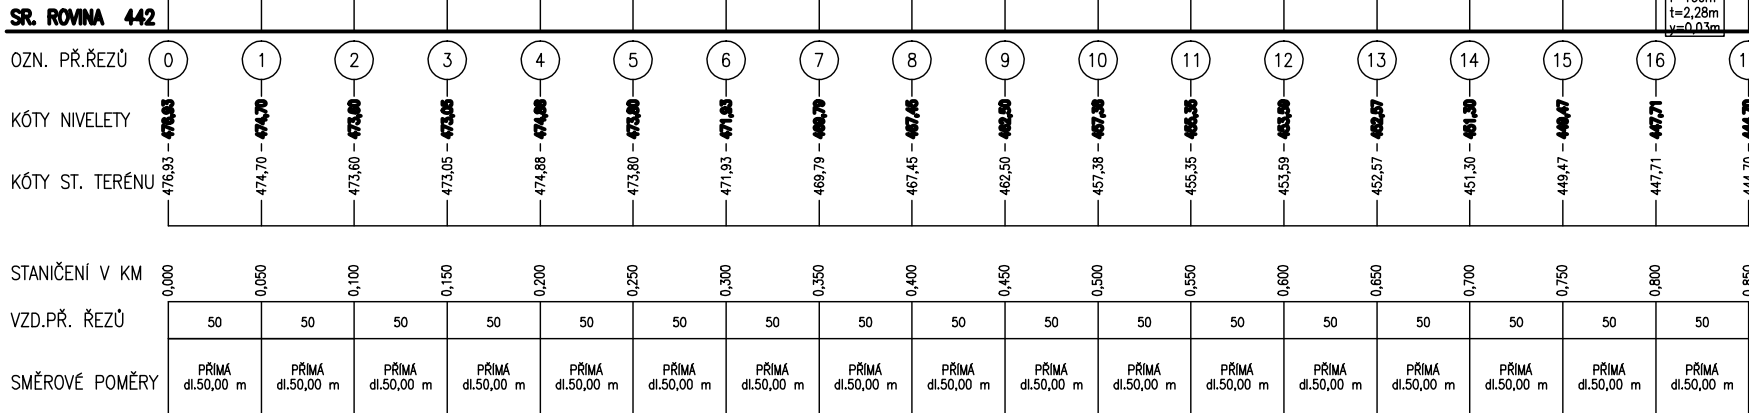 SR. ROVINA 442
t=2,28m
y=0,03m
OZN. PŘ.ŘEZŮ 0 1 2 3 4 5 6 7 8 9 10 11 12 13 14 15 16
KÓTY NIVELETY 476,93 474,70 473,60 473,05 474,88 473,80 471,93 469,79 467,45 462,50 457,38 455,35 453,59 452,57 451,30 449,47 447,71 444,70
KÓTY ST. TERÉNU 476,93 474,70 473,60 473,05 474,88 473,80 471,93 469,79 467,45 462,50 457,38 455,35 453,59 452,57 451,30 449,47 447,71 444,70
STANIČENÍ V KM 0,000 0,050 0,100 0,150 0,200 0,250 0,300 0,350 0,400 0,450 0,500 0,550 0,600 0,650 0,700 0,750 0,800 0,850
VZD.PŘ. ŘEZŮ 50 50 50 50 50 50 50 50 50 50 50 50 50 50 50 50 50
PŘÍMÁ PŘÍMÁ PŘÍMÁ PŘÍMÁ PŘÍMÁ PŘÍMÁ PŘÍMÁ PŘÍMÁ PŘÍMÁ PŘÍMÁ PŘÍMÁ PŘÍMÁ PŘÍMÁ PŘÍMÁ PŘÍMÁ PŘÍMÁ PŘÍMÁ
SMĚROVÉ POMĚRY dl.50,00 m dl.50,00 m dl.50,00 m dl.50,00 m dl.50,00 m dl.50,00 m dl.50,00 m dl.50,00 m dl.50,00 m dl.50,00 m dl.50,00 m dl.50,00 m dl.50,00 m dl.50,00 m dl.50,00 m dl.50,00 m dl.50,00 m